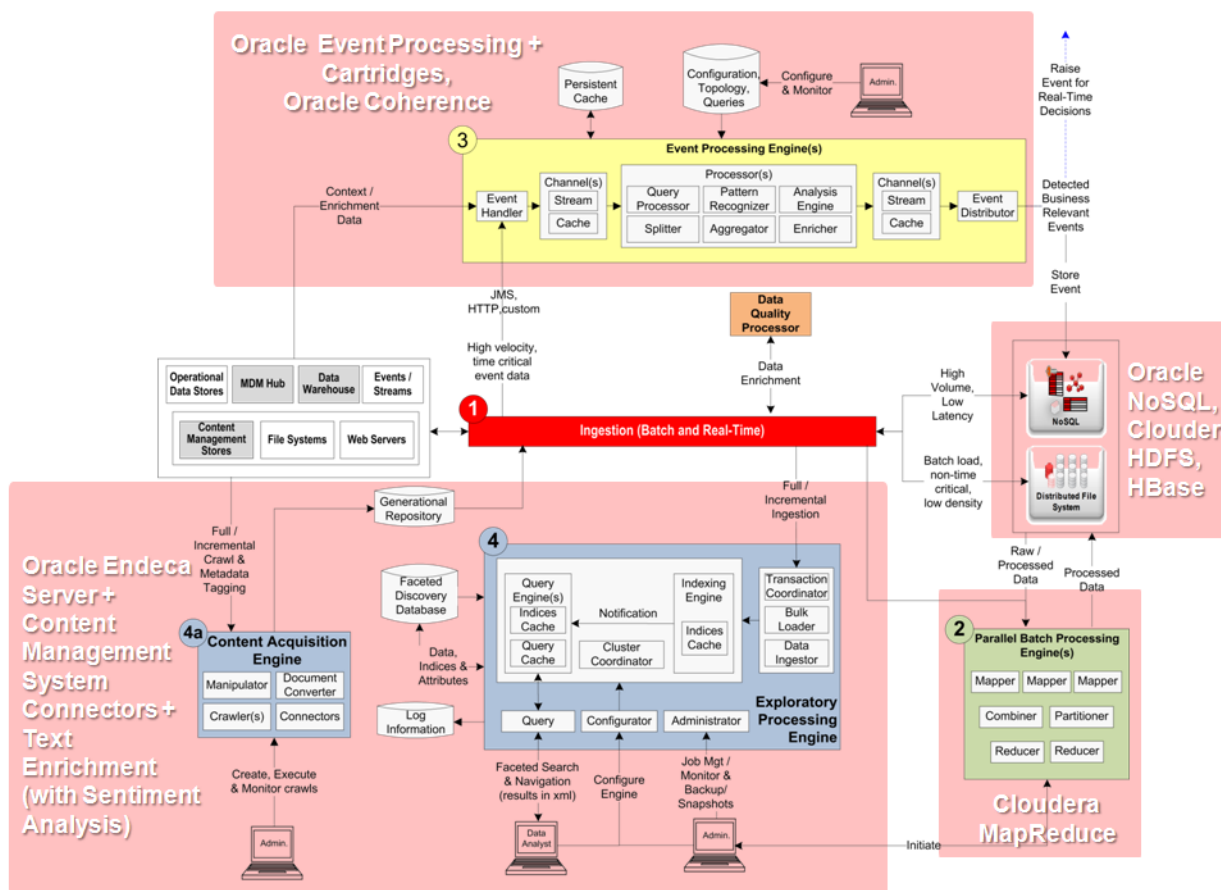 Oracle Event Processing +
Cartridges,
Oracle Coherence
Persistent
Cache
Configuration,
Topology,
Queries
Configure
& Monitor
Admin.
Raise
Event for
Real-Time
Decisions
3
Event Processing Engine(s)
Context /
Enrichment
Data
Event
Handler
Channel(s)
Stream
Cache
Processor(s)
Query
Processor
Pattern
Recognizer
Analysis
Engine
Splitter
Aggregator
Enricher
Channel(s)
Stream
Cache
Event
Distributor
Detected
Business
Relevant
Events
Store
Event
JMS,
HTTP,custom
High velocity,
time critical
event data
Data
Quality
Processor
Data
Enrichment
Operational
Data Stores
MDM Hub
Data
Warehouse
Events /
Streams
Content
Management
Stores
File Systems
Web Servers
1
Ingestion (Batch and Real-Time)
High
Volume,
Low
Latency
Batch load,
non-time
critical,
low density
NoSQL
Distributed File
System
Oracle
NoSQL,
Clouder
HDFS,
HBase
Full /
Incremental
Crawl &
Metadata
Tagging
Generational
Repository
Full /
Incremental
Ingestion
Raw /
Processed
Data
Processed
Data
Oracle Endeca
Server +
Content
Management
System
Connectors +
Text
Enrichment
(with Sentiment
Analysis)
4a
Content Acquisition
Engine
Manipulator
Document
Converter
Crawler(s)
Connectors
Create, Execute
& Monitor crawls
Admin.
Faceted
Discovery
Database
Data,
Indices &
Attributes
Log
Information
4
Query
Engine(s)
Indices
Cache
Query
Cache
Notification
Cluster
Coordinator
Indexing
Engine
Indices
Cache
Transaction
Coordinator
Bulk
Loader
Data
Ingestor
Exploratory
Processing
Engine
Query
Configurator
Administrator
Faceted Search
& Navigation
(results in xml)
Configure
Engine
Job Mgt /
Monitor &
Backup/
Snapshots
Data
Analyst
Admin.
Initiate
2
Parallel Batch Processing
Engine(s)
Mapper
Mapper
Mapper
Combiner
Partitioner
Reducer
Reducer
Cloudera
MapReduce